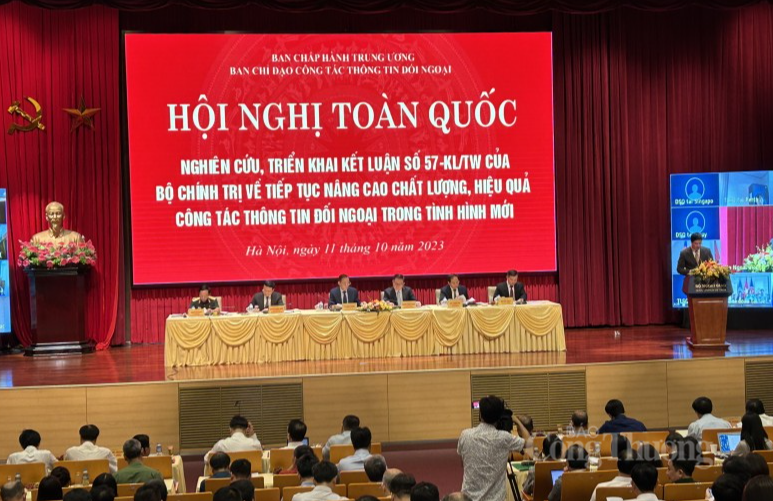 BAN CHẤP HÀNH TRUNG ƯƠNG
BAN CHỈ ĐẠO CÔNG TÁC THÔNG TIN ĐỐI NGOẠI
HỘI NGHỊ TOÀN QUỐC
NGHIÊN CỨU, TRIỂN KHAI KẾT LUẬN SỐ 57-KL/TW CỦA
BỘ CHÍNH TRỊ VỀ TIẾP TỤC NÂNG CAO CHẤT LƯỢNG, HIỆU QUẢ
CÔNG TÁC THÔNG TIN ĐỐI NGOẠI TRONG TÌNH HÌNH MỚI
Hà Nội, ngày 11 tháng 10 năm 2023
BÁO
Công Thương